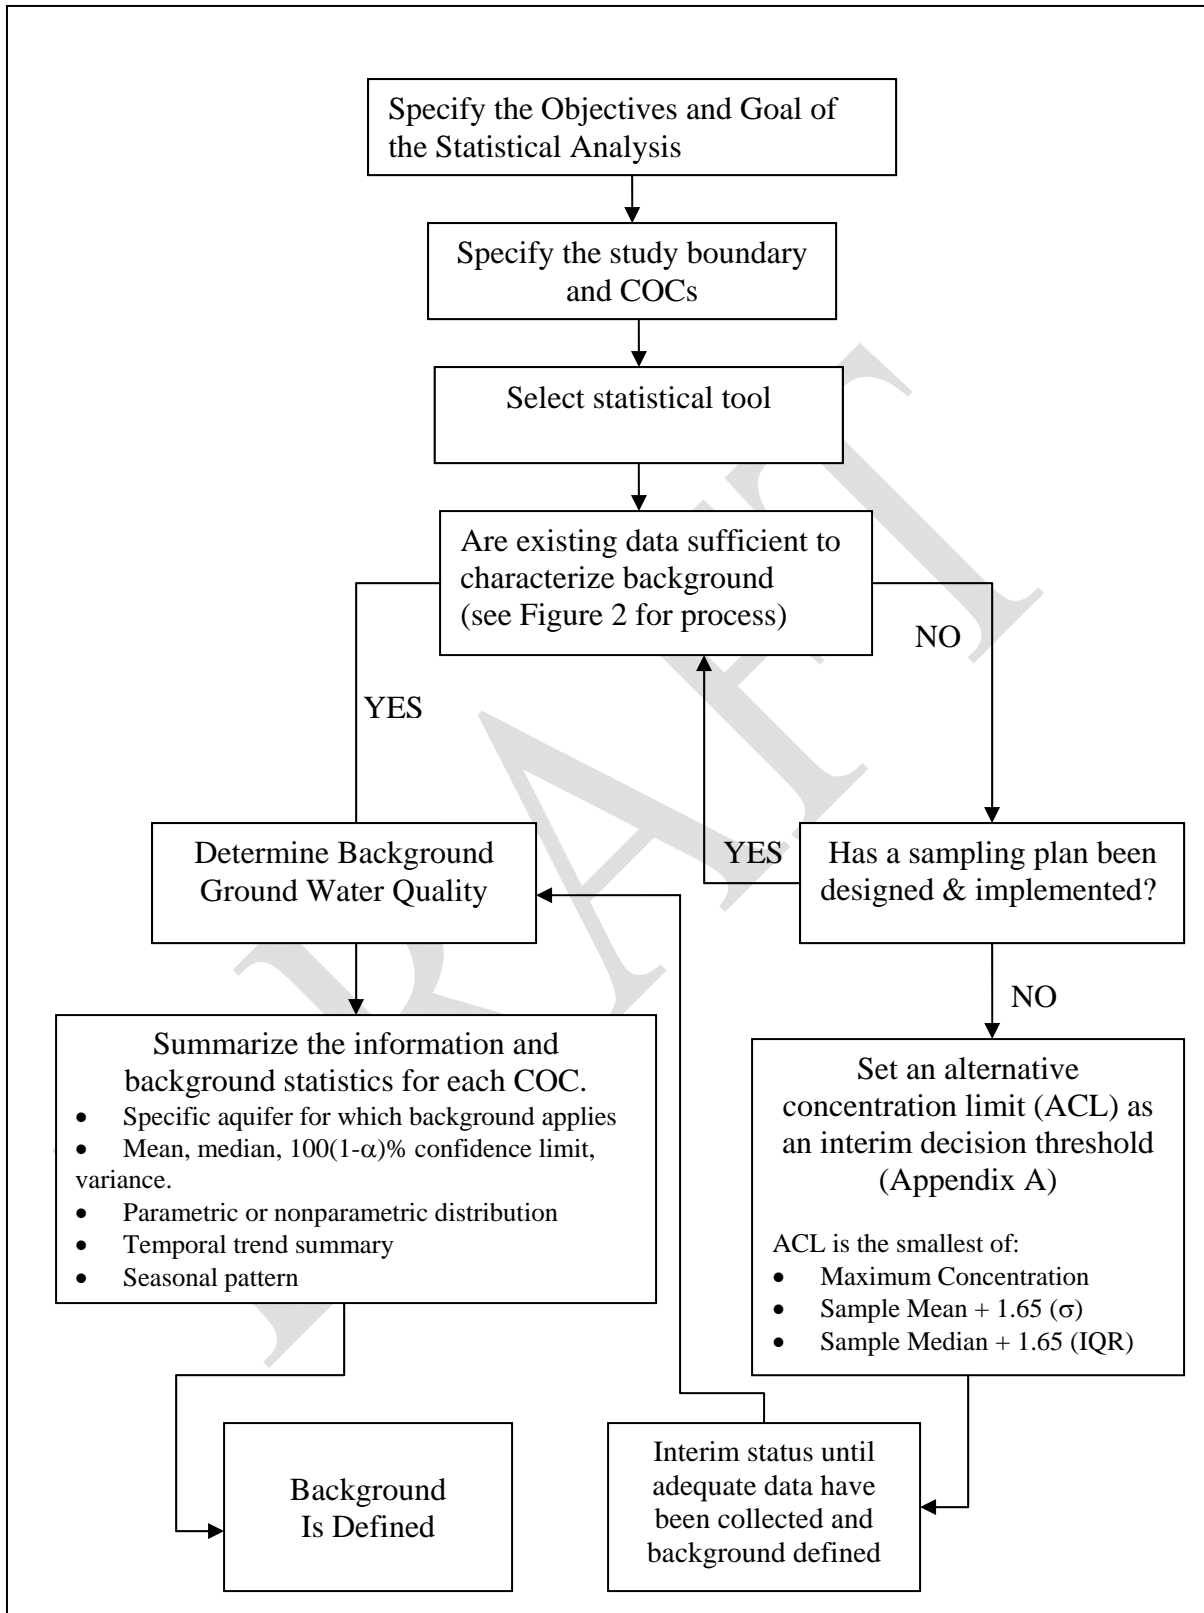 Specify the Objectives and Goal of
the Statistical Analysis
Specify the study boundary
and COCs
Select statistical tool
Are existing data sufficient to
characterize background
(see Figure 2 for process)
NO
YES
Determine Background
Ground Water Quality
YES
Has a sampling plan been
designed & implemented?
NO
Summarize the information and
background statistics for each COC.
• Specific aquifer for which background applies
• Mean, median, 100(1-α)% confidence limit,
variance.
• Parametric or nonparametric distribution
• Temporal trend summary
• Seasonal pattern
Set an alternative
concentration limit (ACL) as
an interim decision threshold
(Appendix A)
ACL is the smallest of:
• Maximum Concentration
• Sample Mean + 1.65 (σ)
• Sample Median + 1.65 (IQR)
Background
Is Defined
Interim status until
adequate data have
been collected and
background defined
DRAFT